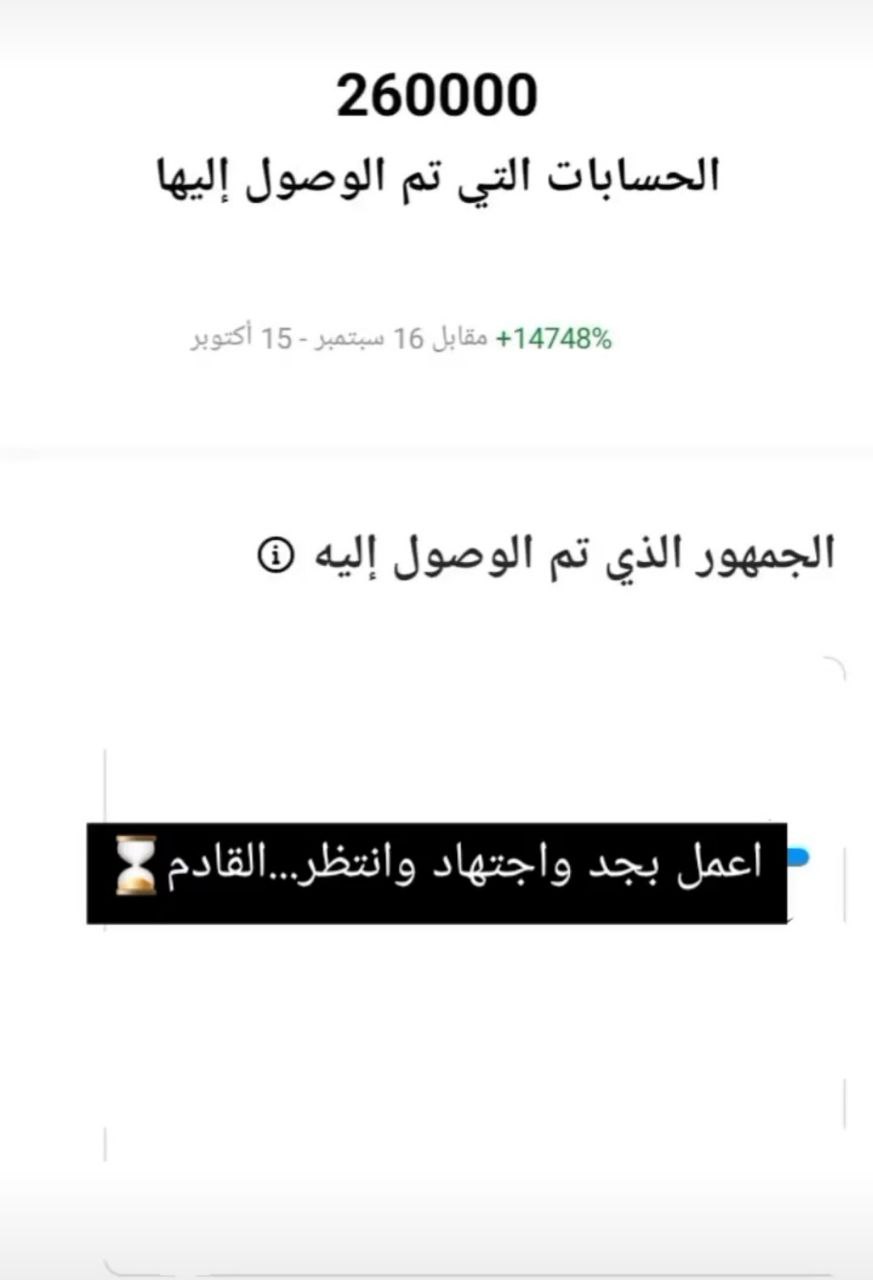 260000
الحسابات التي تم الوصول إليها
+14748% مقابل 16 سبتمبر - 15 أكتوبر
الجمهور الذي تم الوصول إليه
اعمل بجد واجتهاد وانتظر...القادم⏳